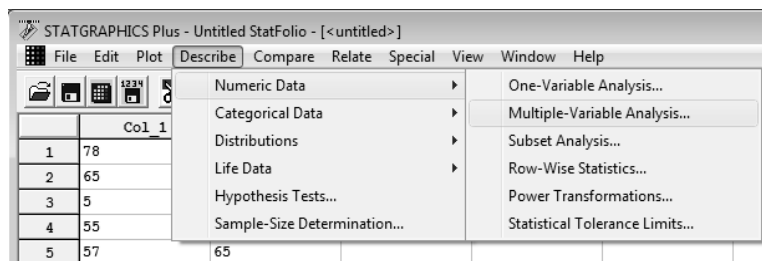 STATGRAPHICS Plus - Untitled StatFolio - [<untitled>]
File Edit Plot Describe Compare Relate Special View Window Help
1234
Numeric Data One-Variable Analysis...
Categorical Data Multiple-Variable Analysis...
Col_1
Distributions Subset Analysis...
1 78
Life Data Row-Wise Statistics...
2 65
Hypothesis Tests... Power Transformations...
3 5
Sample-Size Determination... Statistical Tolerance Limits...
4 55
5 57 65